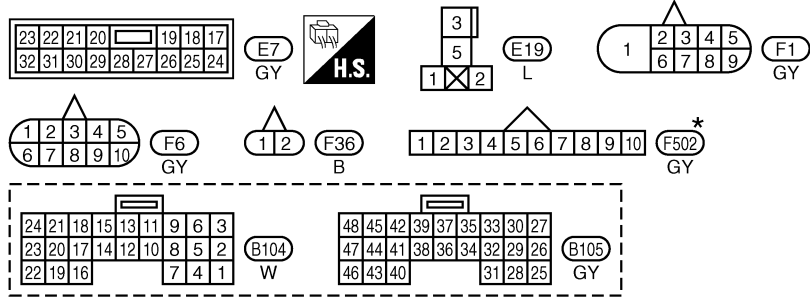 23 22 21 20 19 18 17
32 31 30 29 28 27 26 25 24
E7
GY
H.S.
3
5
1 2
E19
L
1 2 3 4 5
6 7 8 9
F1
GY
1 2 3 4 5
6 7 8 9 10
F6
GY
1 2
F36
B
1 2 3 4 5 6 7 8 9 10
F502 *
GY
24 21 18 15 13 11 9 6 3
23 20 17 14 12 10 8 5 2
22 19 16 7 4 1
B104
W
48 45 42 39 37 35 33 30 27
47 44 41 38 36 34 32 29 26
46 43 40 31 28 25
B105
GY